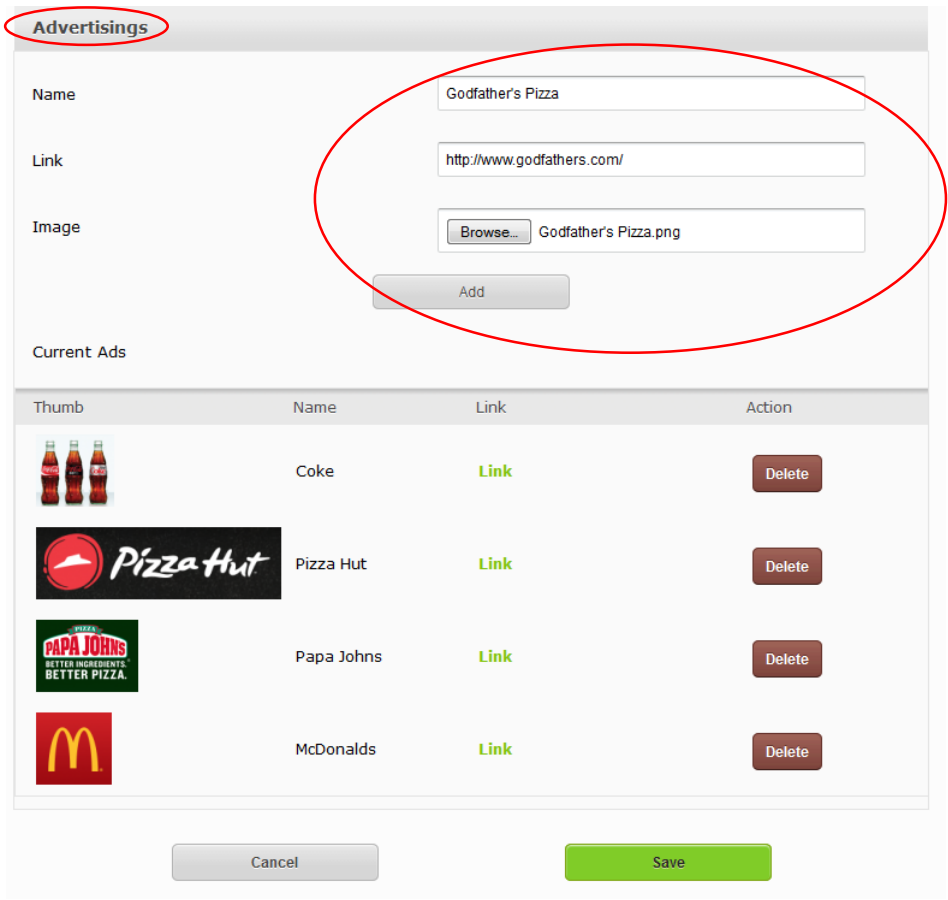 Advertisings
Name Godfather's Pizza
Link http://www.godfathers.com/
Image Browse... Godfather's Pizza.png
Add
Current Ads
Thumb Name Link Action
Coke Link Delete
Pizza Hut Pizza Hut Link Delete
PIZZA
PAPA JOHNS
BETTER INGREDIENTS.
BETTER PIZZA.
Papa Johns Link Delete
McDonalds Link Delete
Cancel Save